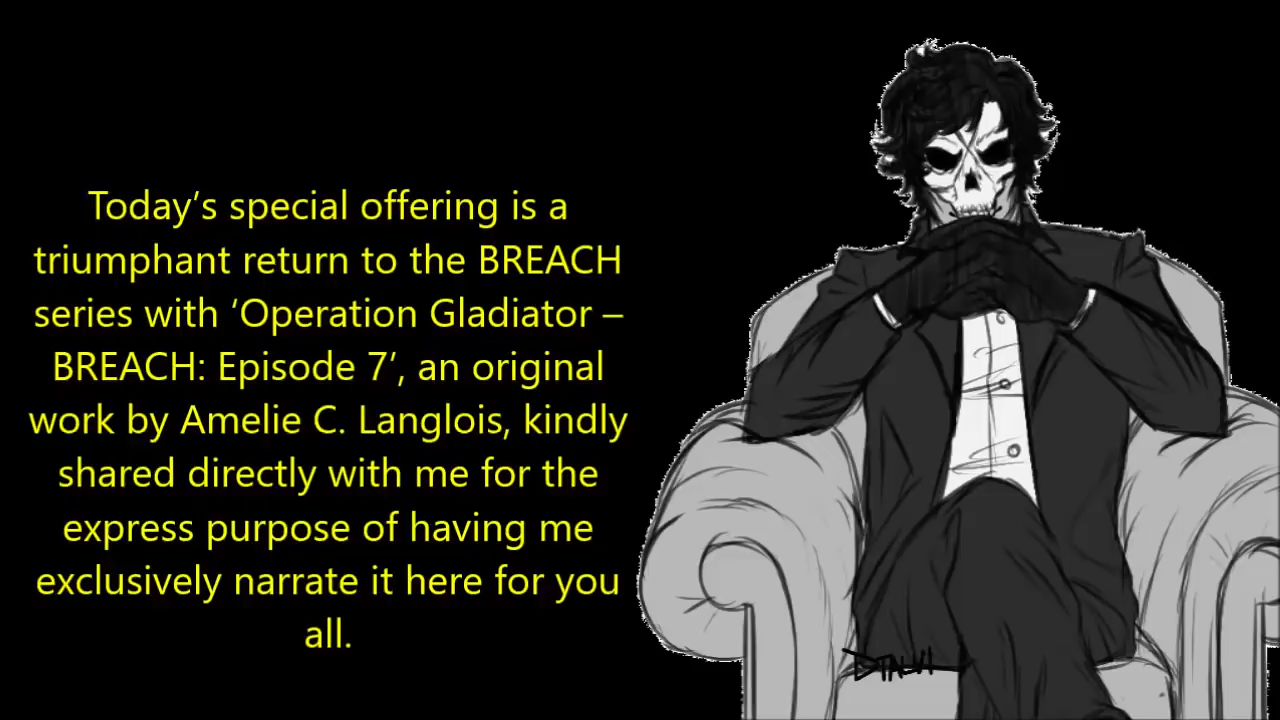 Today’s special offering is a
triumphant return to the BREACH
series with ‘Operation Gladiator –
BREACH: Episode 7’, an original
work by Amelie C. Langlois, kindly
shared directly with me for the
express purpose of having me
exclusively narrate it here for you
all.
DTALVI